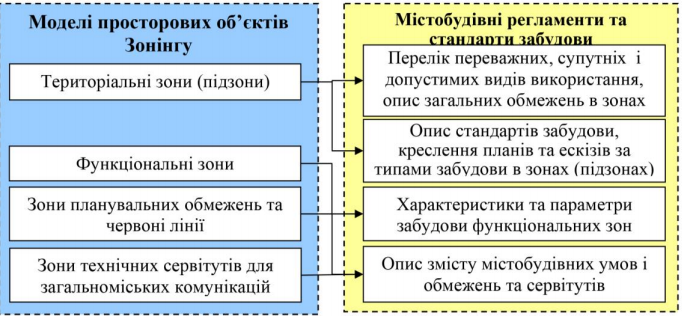 Моделі просторових об’єктів
Зонінгу
Територіальні зони (підзони)
Функціональні зони
Зони планувальних обмежень та
червоні лінії
Зони технічних сервітутів для
загальноміських комунікацій
Містобудівні регламенти та
стандарти забудови
Перелік переважних, супутніх і
допустимих видів використання,
опис загальних обмежень в зонах
Опис стандартів забудови,
креслення планів та ескізів за
типами забудови в зонах (підзонах)
Характеристики та параметри
забудови функціональних зон
Опис змісту містобудівних умов і
обмежень та сервітутів